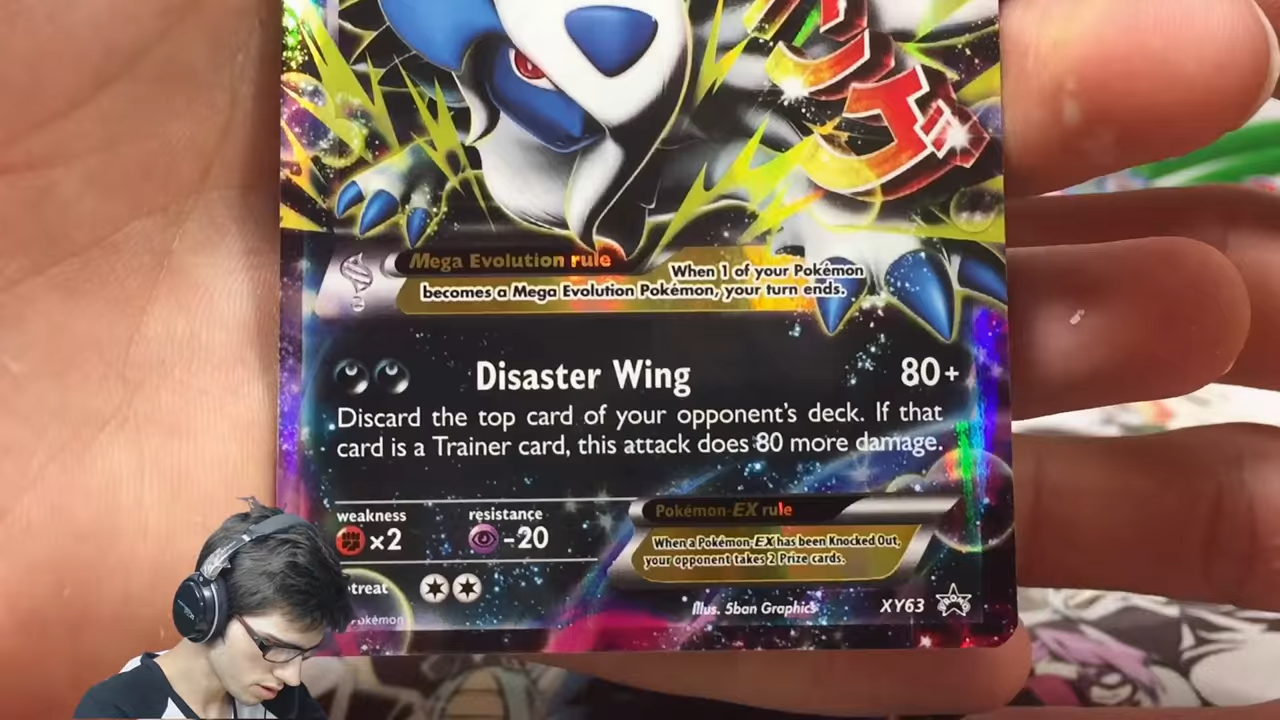 Mega Evolution rule
When 1 of your Pokémon
becomes a Mega Evolution Pokémon, your turn ends.
Disaster Wing 80+
Discard the top card of your opponent's deck. If that
card is a Trainer card, this attack does 80 more damage.
weakness resistance
×2 -20
Pokémon-EX rule
When a Pokémon-EX has been Knocked Out,
your opponent takes 2 Prize cards.
treat
Illus. 5ban Graphics XY63 PROMO
okémon